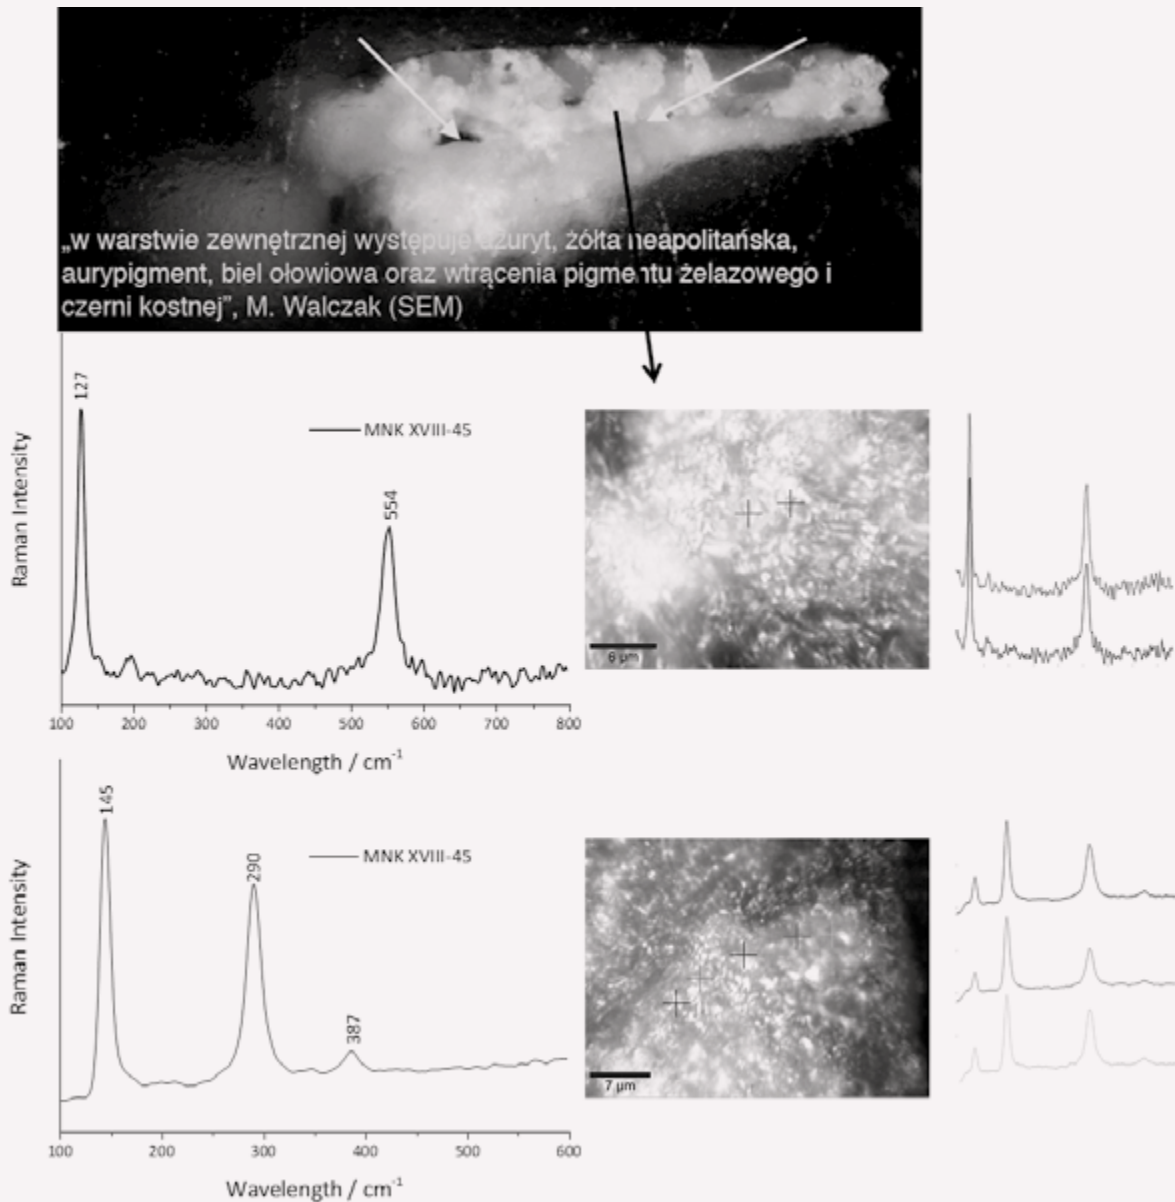 „w warstwie zewnętrznej występuje ażuryt, żółta neapolitańska,
aurypigment, biel ołowiowa oraz wtrącenia pigmentu żelazowego i
czerni kostnej”, M. Walczak (SEM)
127
MNK XVIII-45
554
Raman Intensity
6 µm
100 200 300 400 500 600 700 800
Wavelength / cm⁻¹
145
MNK XVIII-45
290
387
Raman Intensity
7 µm
100 200 300 400 500 600
Wavelength / cm⁻¹